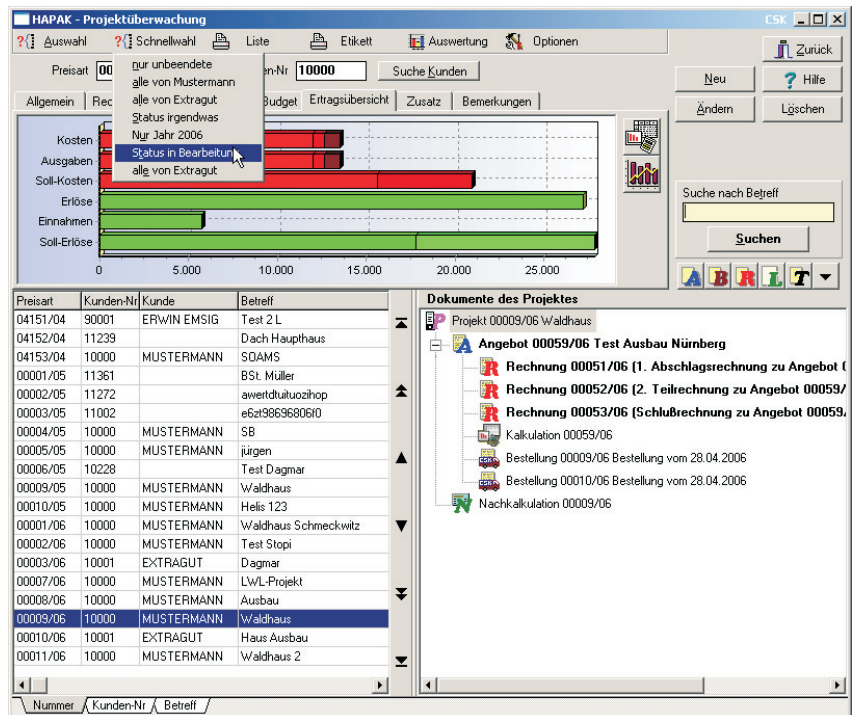 HAPAK - Projektüberwachung CSK
?{} Auswahl ?{} Schnellwahl Liste Etikett Auswertung Optionen
Zurück
Preisart 00 en-Nr 10000 Suche Kunden
Neu Hilfe
Ändern Löschen
nur unbeendete
alle von Mustermann
alle von Extragut
Status irgendwas
Nur Jahr 2006
Status in Bearbeitung
alle von Extragut
Allgemein Rec Budget Ertragsübersicht Zusatz Bemerkungen
Kosten
Ausgaben
Soll-Kosten
Erlöse
Einnahmen
Soll-Erlöse
0 5.000 10.000 15.000 20.000 25.000
Suche nach Betreff
Suchen
A B R L T
Preisart Kunden-Nr Kunde Betreff
04151/04 90001 ERWIN EMSIG Test 2 L
04152/04 11239 Dach Haupthaus
04153/04 10000 MUSTERMANN SOAMS
00001/05 11361 BSt. Müller
00002/05 11272 awertdtuituozihop
00003/05 11002 e6zt98696806f0
00004/05 10000 MUSTERMANN SB
00005/05 10000 MUSTERMANN jürgen
00006/05 10228 Test Dagmar
00009/05 10000 MUSTERMANN Waldhaus
00010/05 10000 MUSTERMANN Helis 123
00001/06 10000 MUSTERMANN Waldhaus Schmeckwitz
00002/06 10000 MUSTERMANN Test Stopi
00003/06 10001 EXTRAGUT Dagmar
00007/06 10000 MUSTERMANN LWL-Projekt
00008/06 10000 MUSTERMANN Ausbau
00009/06 10000 MUSTERMANN Waldhaus
00010/06 10001 EXTRAGUT Haus Ausbau
00011/06 10000 MUSTERMANN Waldhaus 2
Dokumente des Projektes
Projekt 00009/06 Waldhaus
Angebot 00059/06 Test Ausbau Nürnberg
Rechnung 00051/06 (1. Abschlagsrechnung zu Angebot (
Rechnung 00052/06 (2. Teilrechnung zu Angebot 00059/
Rechnung 00053/06 (Schlußrechnung zu Angebot 00059.
Kalkulation 00059/06
Bestellung 00009/06 Bestellung vom 28.04.2006
Bestellung 00010/06 Bestellung vom 28.04.2006
Nachkalkulation 00009/06
Nummer Kunden-Nr Betreff